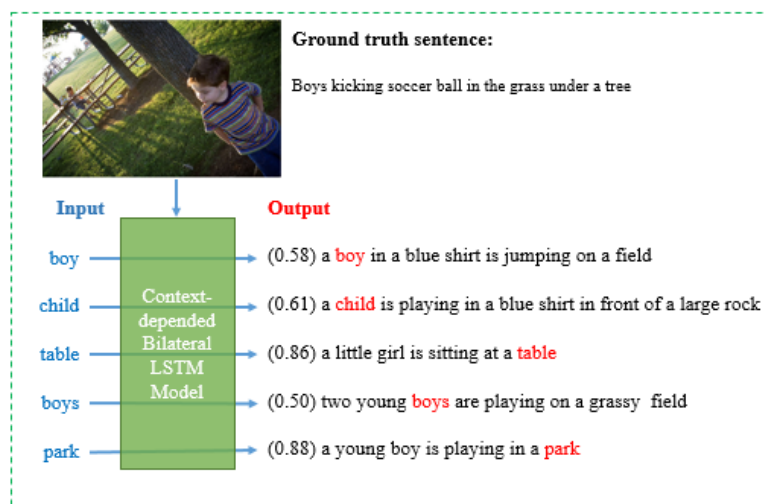 Ground truth sentence:
Boys kicking soccer ball in the grass under a tree
Input
Output
boy
(0.58) a boy in a blue shirt is jumping on a field
child
(0.61) a child is playing in a blue shirt in front of a large rock
table
(0.86) a little girl is sitting at a table
boys
(0.50) two young boys are playing on a grassy field
park
(0.88) a young boy is playing in a park
Context-
depended
Bilateral
LSTM
Model